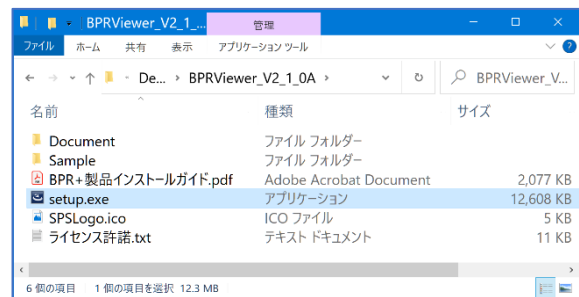 BPRViewer_V2_1_... 管理
ファイル ホーム 共有 表示 アプリケーション ツール
De... BPRViewer_V2_1_0A BPRViewer_V...
名前 種類 サイズ
Document ファイル フォルダー
Sample ファイル フォルダー
BPR+製品インストールガイド.pdf Adobe Acrobat Document 2,077 KB
setup.exe アプリケーション 12,608 KB
SPSLogo.ico ICO ファイル 5 KB
ライセンス許諾.txt テキスト ドキュメント 11 KB
6 個の項目 1 個の項目を選択 12.3 MB